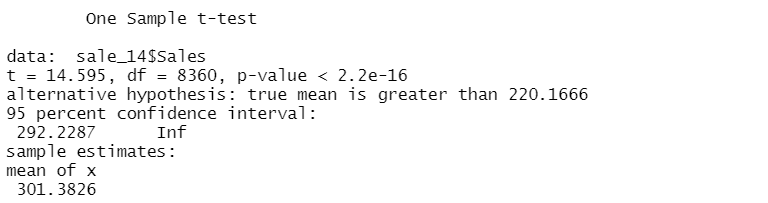 One Sample t-test
data: sale_14$Sales
t = 14.595, df = 8360, p-value < 2.2e-16
alternative hypothesis: true mean is greater than 220.1666
95 percent confidence interval:
292.2287 Inf
sample estimates:
mean of x
301.3826